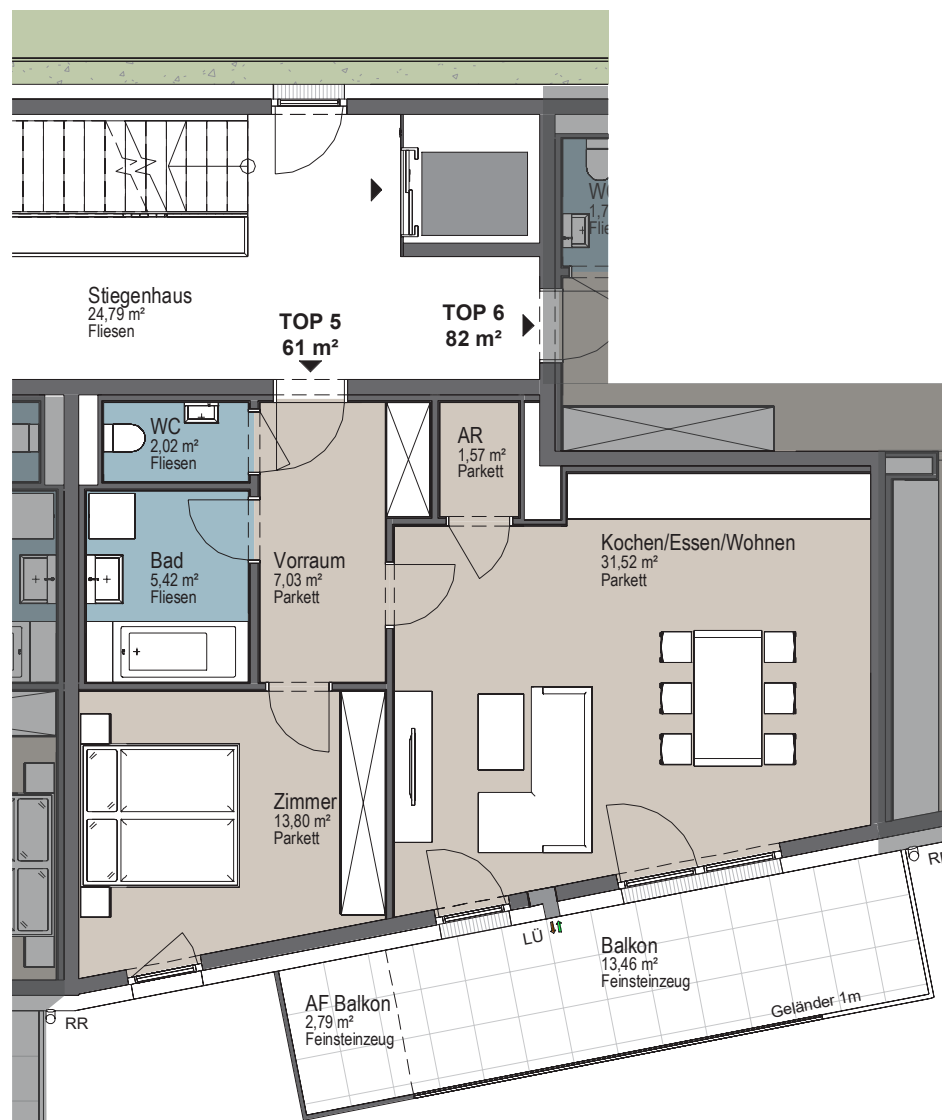 WC
1,7
Stiegenhaus
24,79 m²
Fliesen
TOP 5
61 m²
TOP 6
82 m²
WC
2,02 m²
Fliesen
AR
1,57 m²
Parkett
Bad
5,42 m²
Fliesen
Vorraum
7,03 m²
Parkett
Kochen/Essen/Wohnen
31,52 m²
Parkett
Zimmer
13,80 m²
Parkett
LÜ
Balkon
13,46 m²
Feinsteinzeug
AF Balkon
2,79 m²
Feinsteinzeug
Geländer 1m
RR